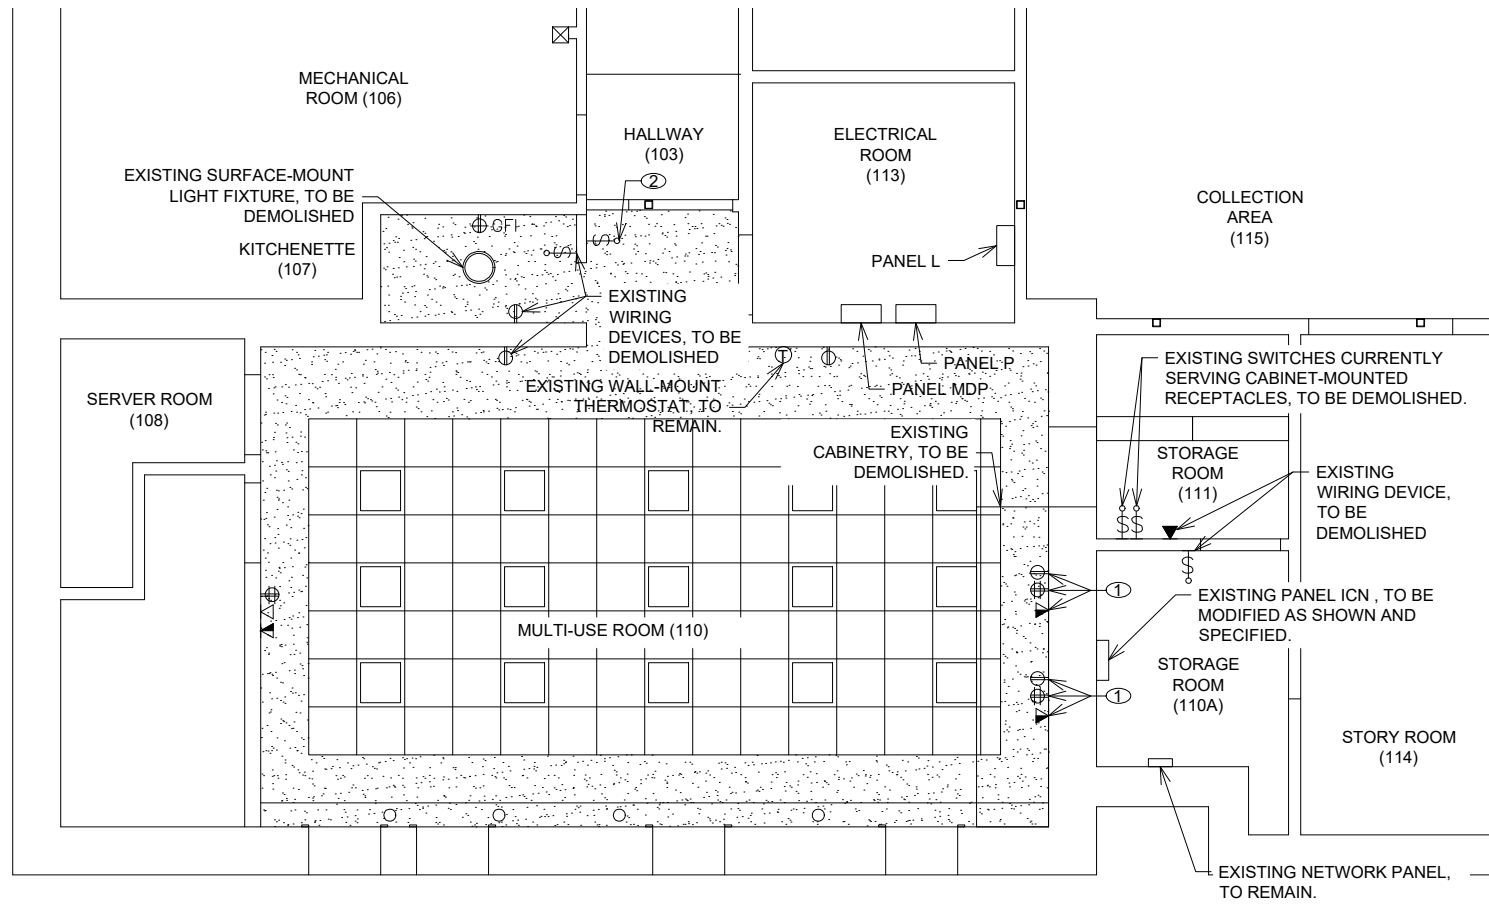 MECHANICAL
ROOM (106)
HALLWAY
(103)
2
ELECTRICAL
ROOM
(113)
COLLECTION
AREA
(115)
EXISTING SURFACE-MOUNT
LIGHT FIXTURE, TO BE
DEMOLISHED
KITCHENETTE
(107)
GFI
S
S
PANEL L
EXISTING
WIRING
DEVICES, TO BE
DEMOLISHED
T
EXISTING WALL-MOUNT
THERMOSTAT, TO
REMAIN.
PANEL P
PANEL MDP
EXISTING SWITCHES CURRENTLY
SERVING CABINET-MOUNTED
RECEPTACLES, TO BE DEMOLISHED.
SERVER ROOM
(108)
EXISTING
CABINETRY, TO BE
DEMOLISHED.
STORAGE
ROOM
(111)
EXISTING
WIRING DEVICE,
TO BE
DEMOLISHED
$$
$
1
EXISTING PANEL ICN , TO BE
MODIFIED AS SHOWN AND
SPECIFIED.
MULTI-USE ROOM (110)
STORAGE
ROOM
(110A)
1
STORY ROOM
(114)
EXISTING NETWORK PANEL,
TO REMAIN.